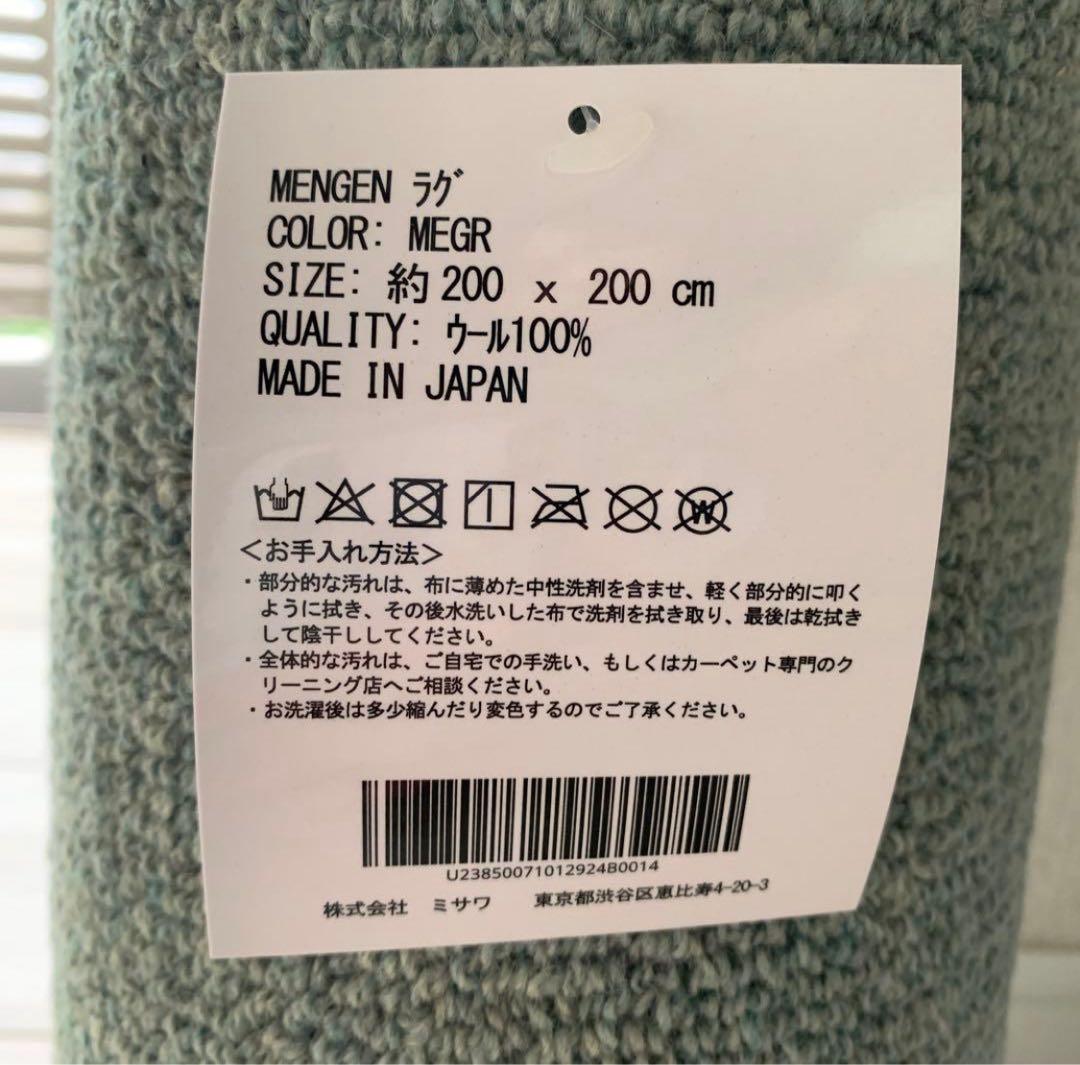 MENGEN ﾗｸﾞ
COLOR: MEGR
SIZE: 約200 x 200 cm
QUALITY: ｳｰﾙ100%
MADE IN JAPAN
W
＜お手入れ方法＞
・部分的な汚れは、布に薄めた中性洗剤を含ませ、軽く部分的に叩く
ように拭き、その後水洗いした布で洗剤を拭き取り、最後は乾拭き
して陰干ししてください。
・全体的な汚れは、ご自宅での手洗い、もしくはカーペット専門のク
リーニング店へご相談ください。
・お洗濯後は多少縮んだり変色するのでご了承ください。
U23850071012924B0014
株式会社 ミサワ 東京都渋谷区恵比寿4-20-3